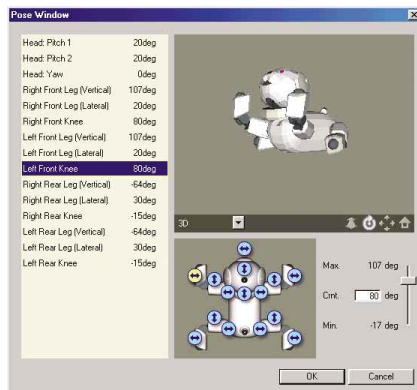 Pose Window
Head: Pitch 1 20deg
Head: Pitch 2 20deg
Head: Yaw 0deg
Right Front Leg (Vertical) 107deg
Right Front Leg (Lateral) 20deg
Right Front Knee 80deg
Left Front Leg (Vertical) 107deg
Left Front Leg (Lateral) 20deg
Left Front Knee 80deg
Right Rear Leg (Vertical) -64deg
Right Rear Leg (Lateral) 30deg
Right Rear Knee -15deg
Left Rear Leg (Vertical) -64deg
Left Rear Leg (Lateral) 30deg
Left Rear Knee -15deg
3D
Max. 107 deg
Crnt. 80 deg
Min. -17 deg
OK Cancel